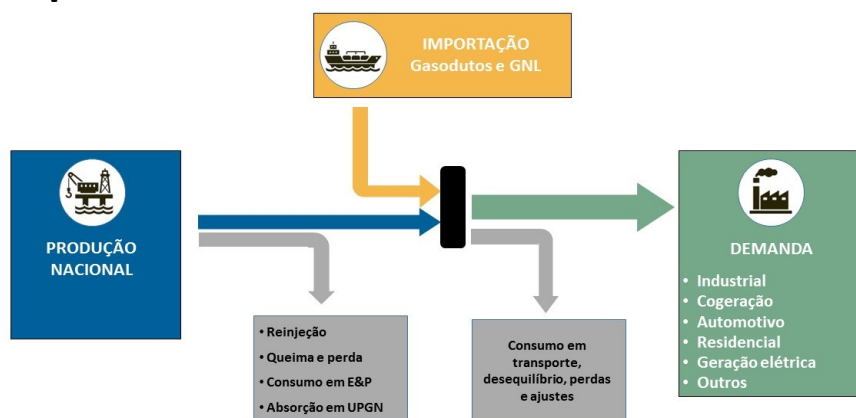 IMPORTAÇÃO
Gasodutos e GNL
PRODUÇÃO
NACIONAL
DEMANDA
• Industrial
• Cogeração
• Automotivo
• Residencial
• Geração elétrica
• Outros
• Reinjeção
• Queima e perda
• Consumo em E&P
• Absorção em UPGN
Consumo em
transporte,
desequilíbrio, perdas
e ajustes